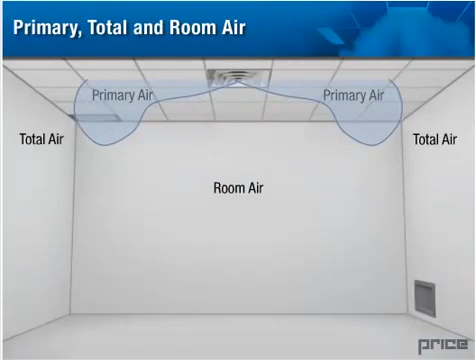 Primary, Total and Room Air
Primary Air
Primary Air
Total Air
Total Air
Room Air
price